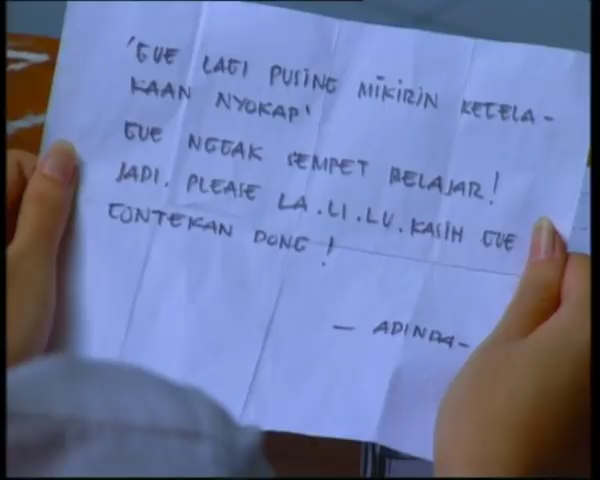 'GUE LAGI PUSING MIKIRIN KECELA-
KAAN NYOKAP'
GUE NGGAK SEMPET BELAJAR!
JADI, PLEASE LA.LI.LU. KASIH GUE
CONTEKAN DONG!
- ADINDA-